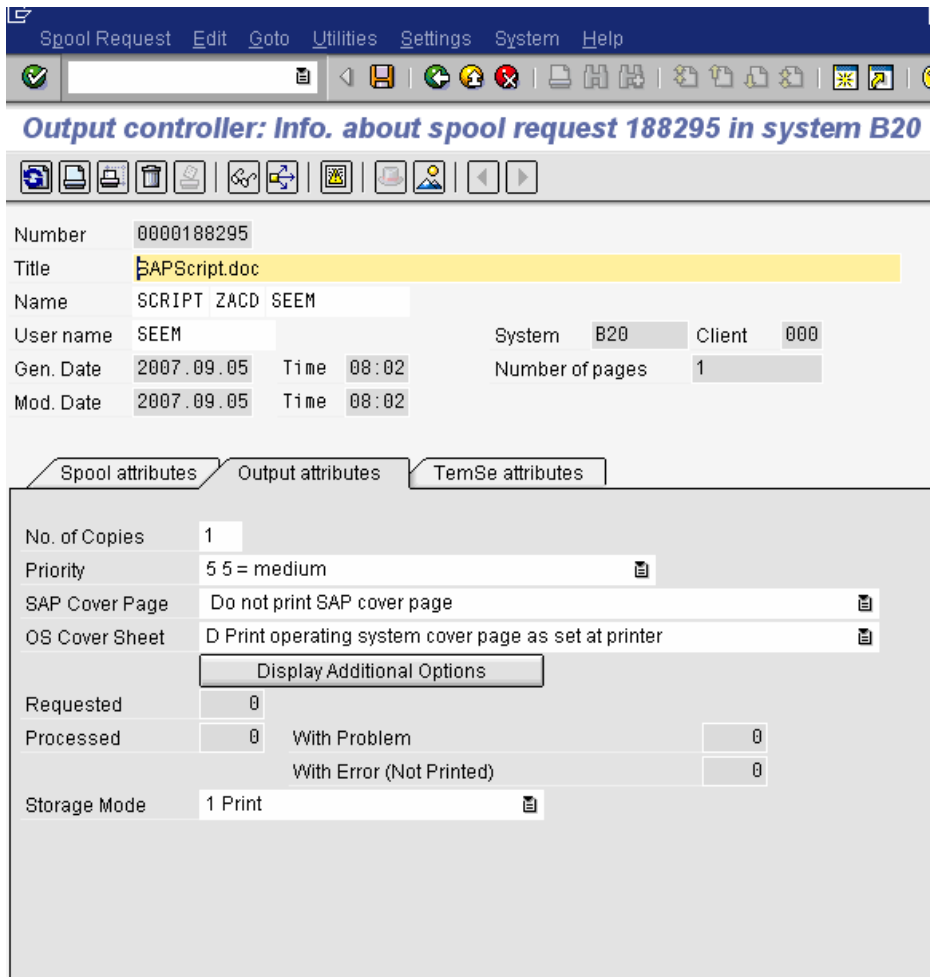 Spool Request Edit Goto Utilities Settings System Help
Output controller: Info. about spool request 188295 in system B20
Number 0000188295
Title SAPScript.doc
Name SCRIPT ZACD SEEM
User name SEEM System B20 Client 000
Gen. Date 2007.09.05 Time 08:02 Number of pages 1
Mod. Date 2007.09.05 Time 08:02
Spool attributes Output attributes TemSe attributes
No. of Copies 1
Priority 5 5 = medium
SAP Cover Page Do not print SAP cover page
OS Cover Sheet D Print operating system cover page as set at printer
Display Additional Options
Requested 0
Processed 0 With Problem 0
With Error (Not Printed) 0
Storage Mode 1 Print